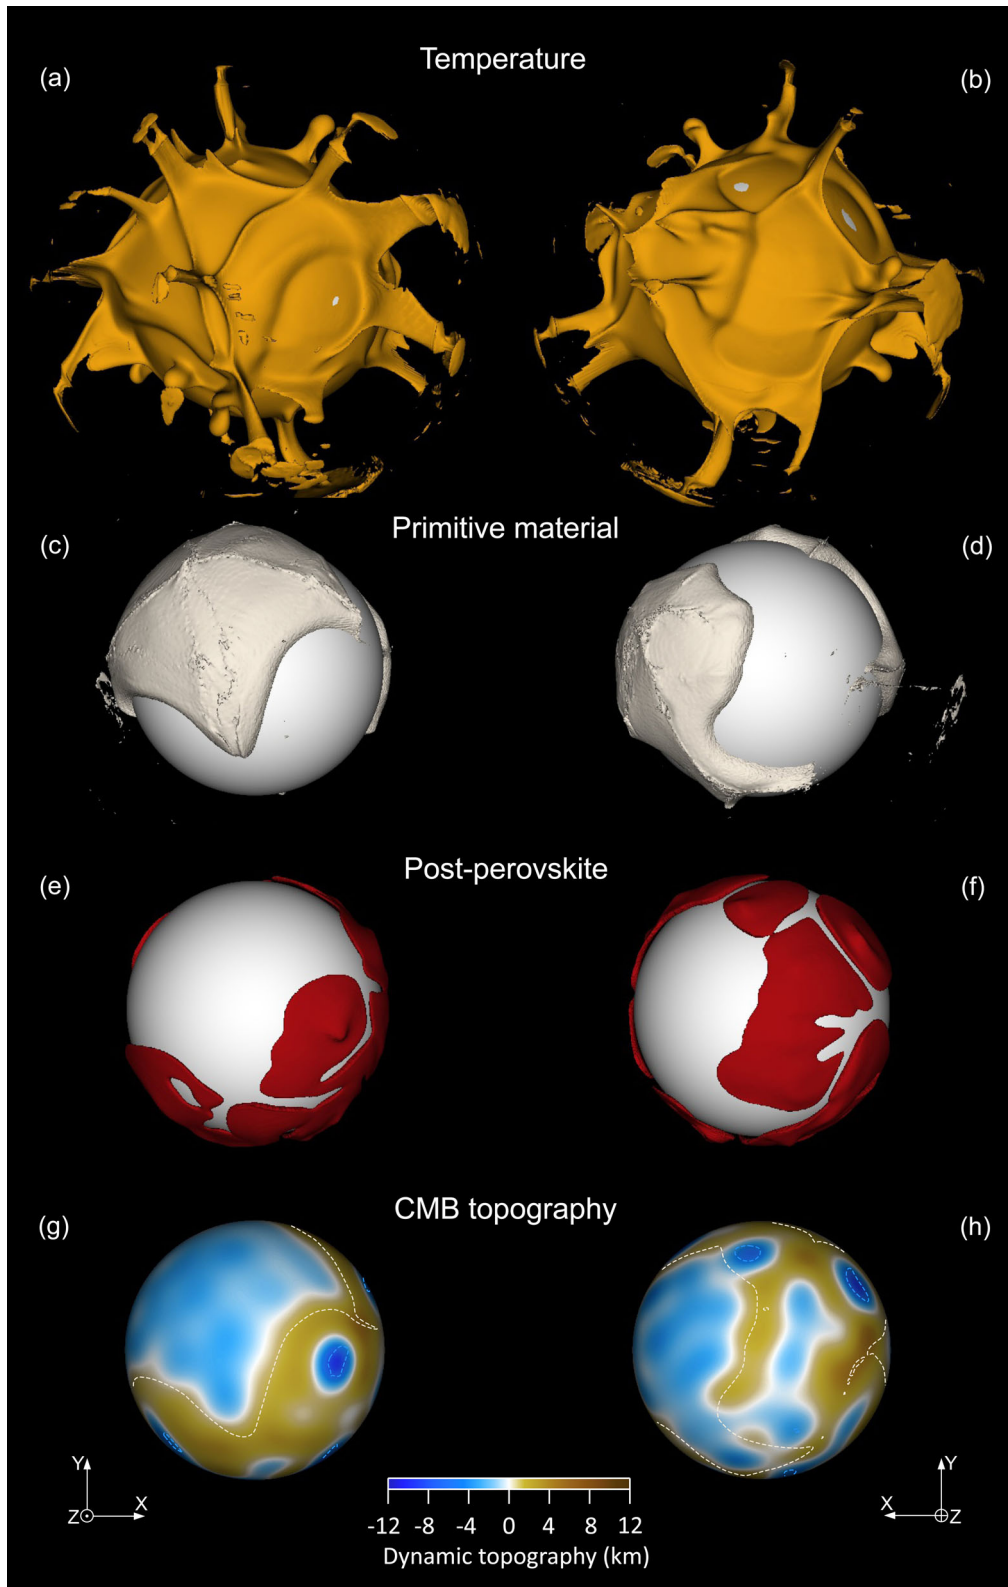 Temperature
(a)
(b)
Primitive material
(c)
(d)
Post-perovskite
(e)
(f)
CMB topography
(g)
(h)
Y
Z
X
-12 -8 -4 0 4 8 12
Dynamic topography (km)
Y
X
Z